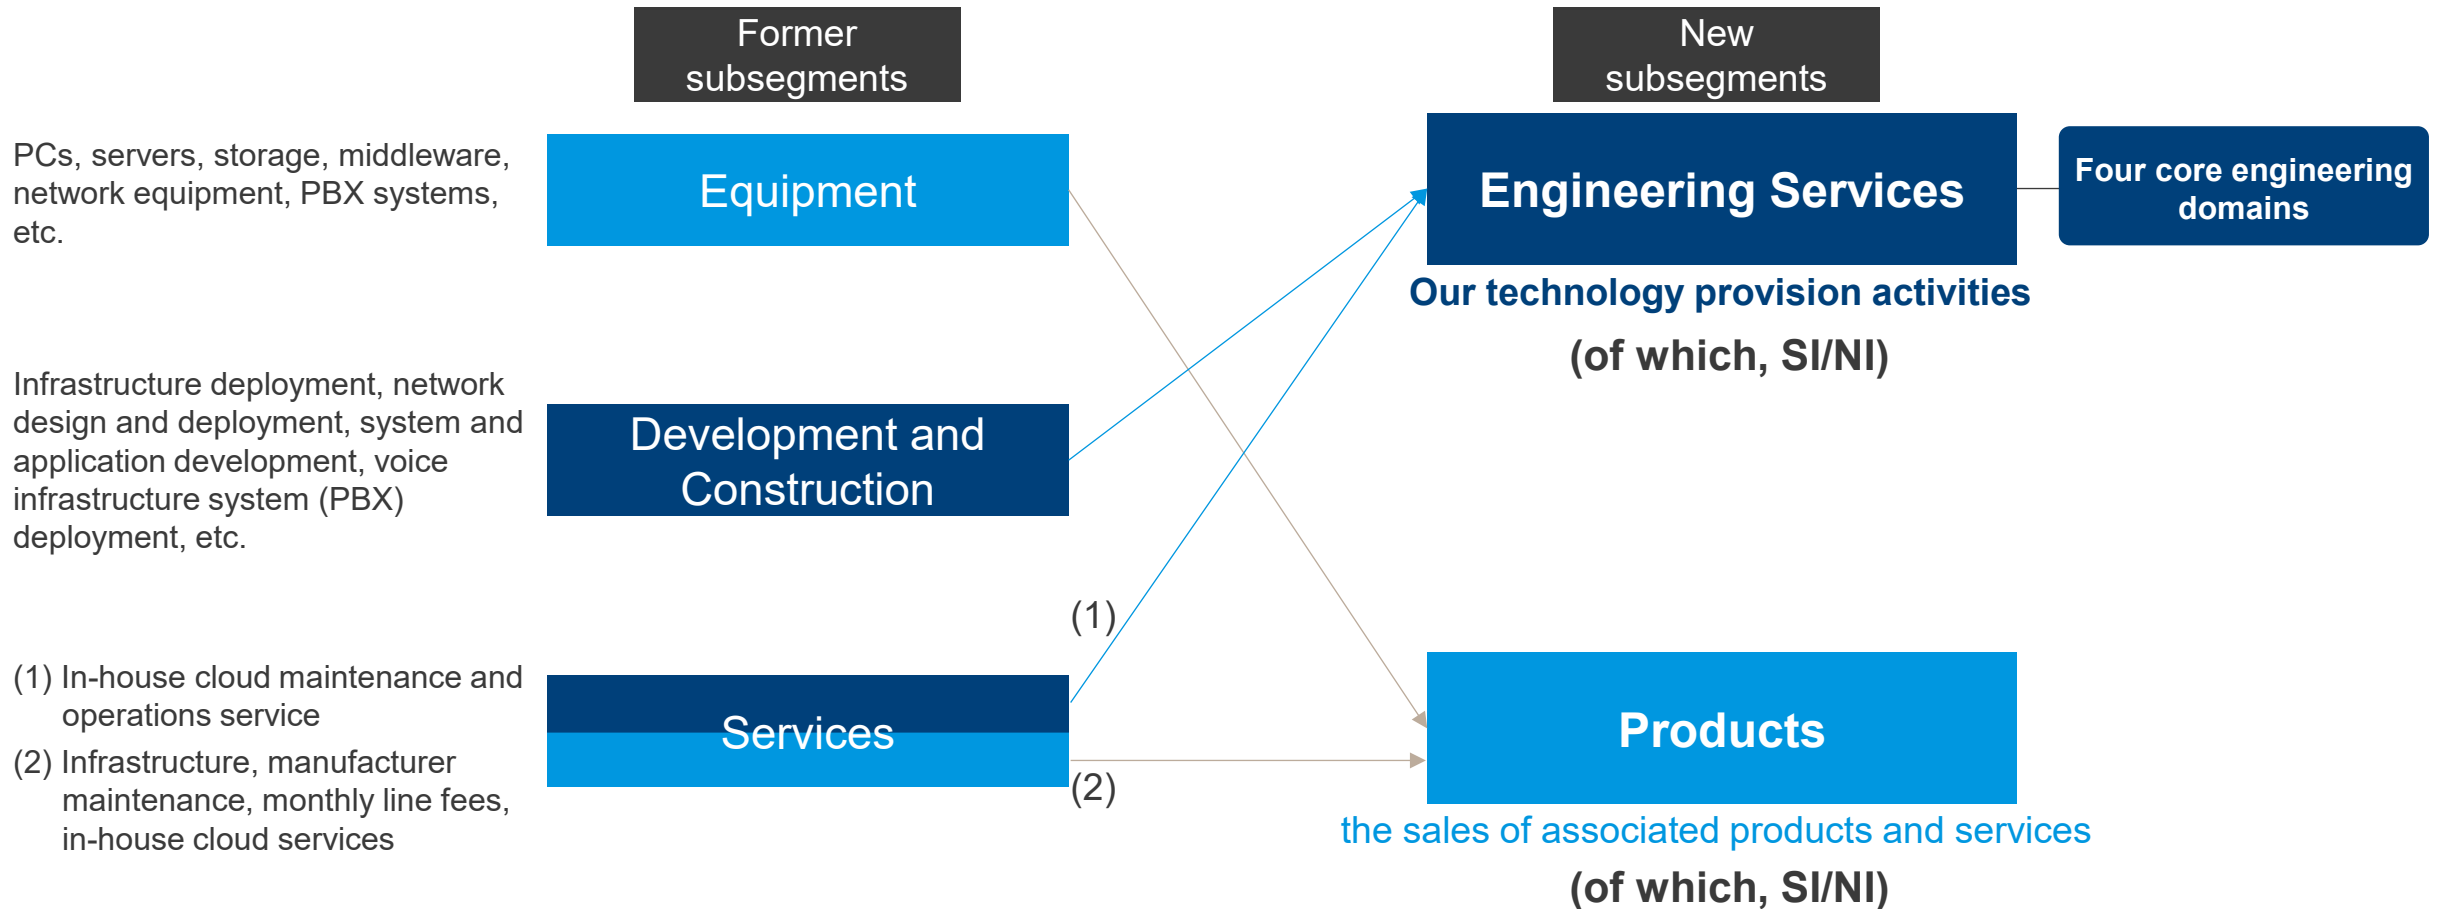 Former
subsegments
New
subsegments
PCs, servers, storage, middleware,
network equipment, PBX systems,
etc.
Equipment
Engineering Services
Four core engineering
domains
Our technology provision activities
(of which, SI/NI)
Infrastructure deployment, network
design and deployment, system and
application development, voice
infrastructure system (PBX)
deployment, etc.
Development and
Construction
(1)
(1) In-house cloud maintenance and
operations service
(2) Infrastructure, manufacturer
maintenance, monthly line fees,
in-house cloud services
Services
(2)
Products
the sales of associated products and services
(of which, SI/NI)